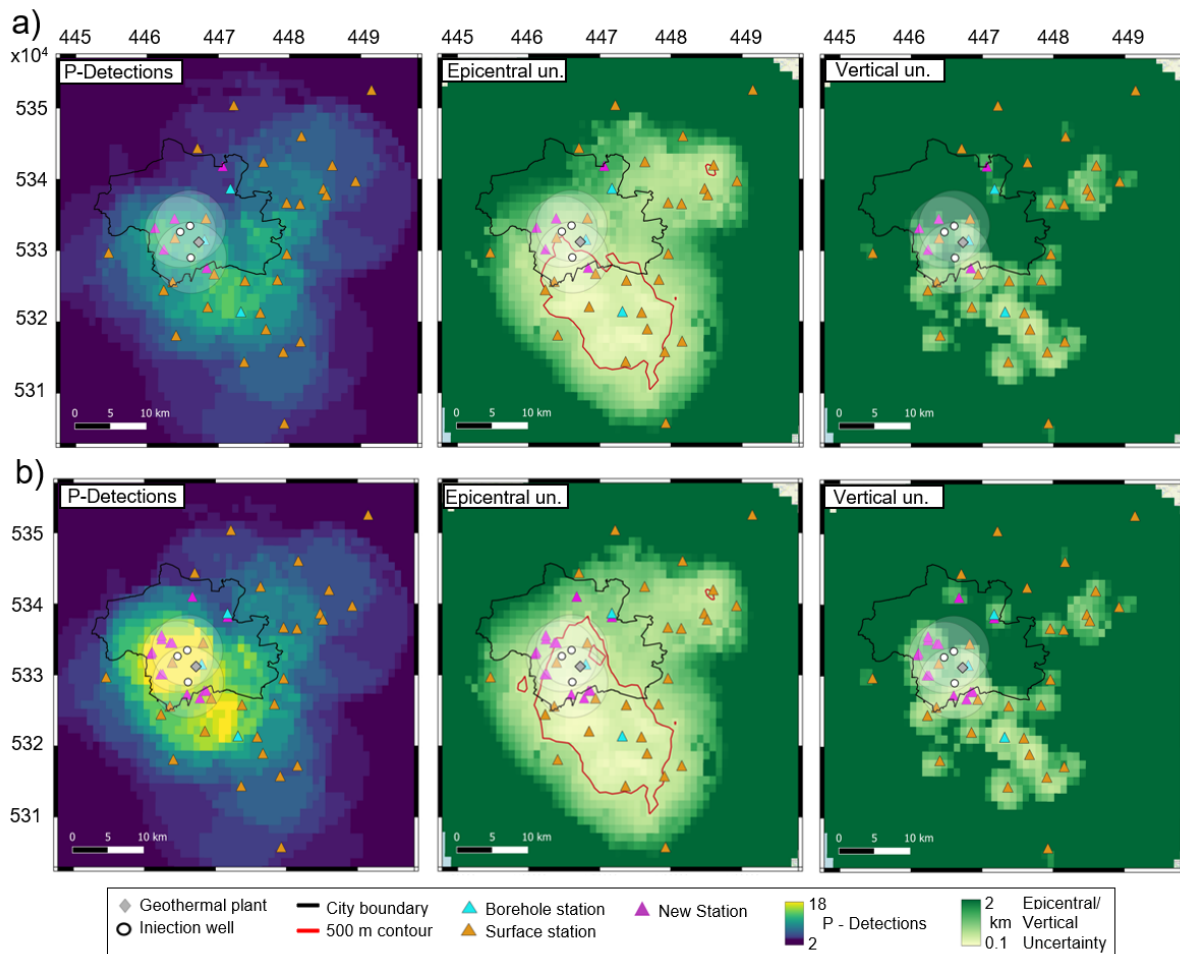 a)
445 446 447 448 449 445 446 447 448 449 445 446 447 448 449
x10⁴
P-Detections Epicentral un. Vertical un.
535
534
533
532
531
0 5 10 km 0 5 10 km 0 5 10 km
b)
P-Detections Epicentral un. Vertical un.
535
534
533
532
531
0 5 10 km 0 5 10 km 0 5 10 km
Geothermal plant City boundary Borehole station New Station 18 P - Detections 2 2 km 0.1 Epicentral/
Injection well 500 m contour Surface station Vertical
Uncertainty